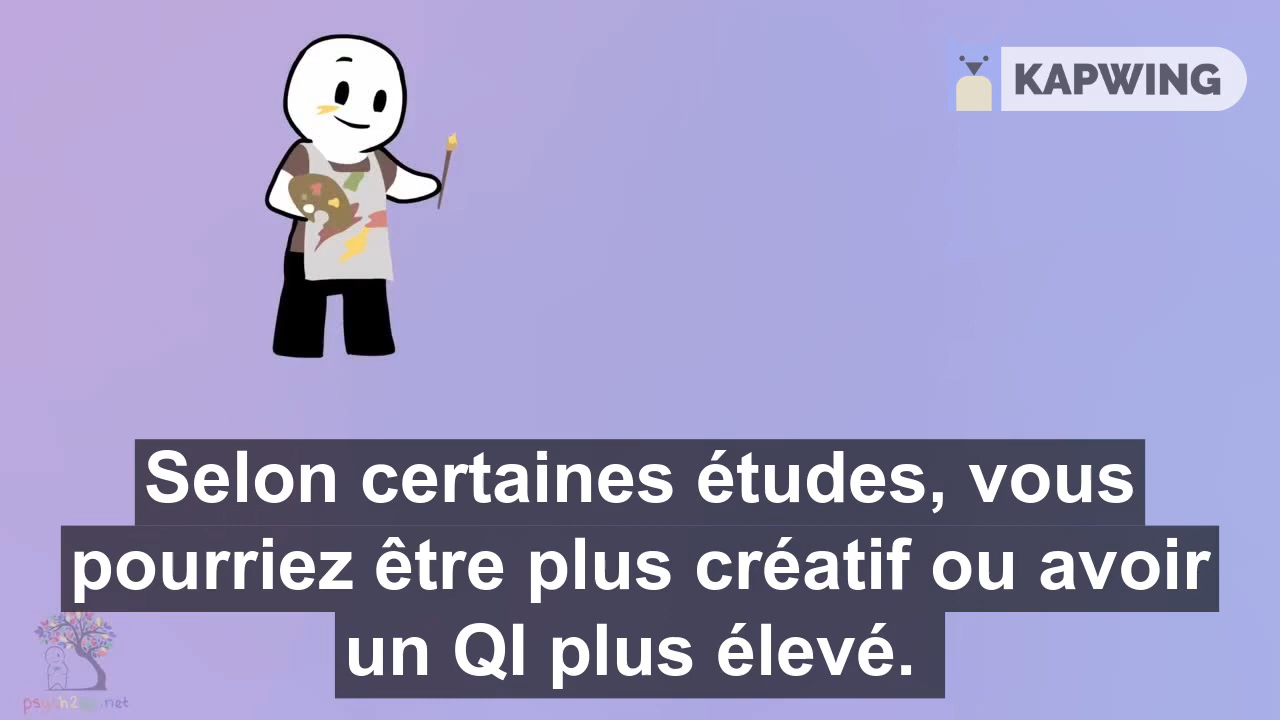 KAPWING
Selon certaines études, vous
pourriez être plus créatif ou avoir
un QI plus élevé.